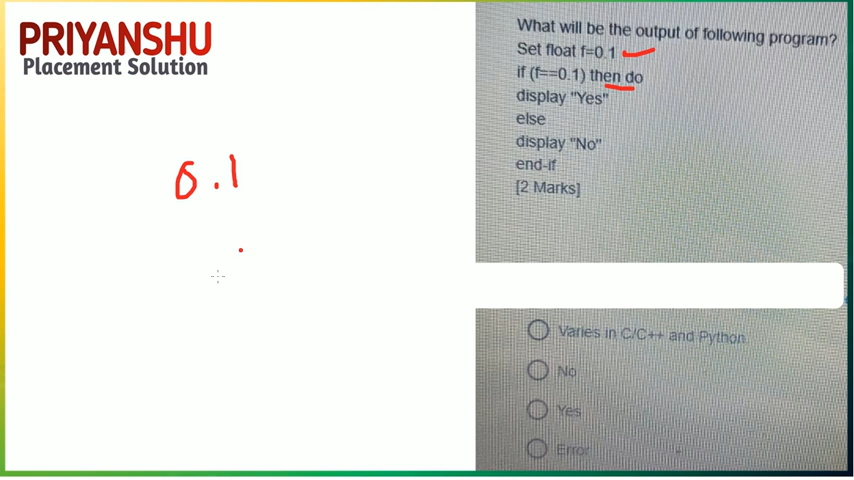 PRIYANSHU
Placement Solution
0.1
What will be the output of following program?
Set float f=0.1
if (f==0.1) then do
display "Yes"
else
display "No"
end-if
[2 Marks]
Varies in C/C++ and Python
No
Yes
Error